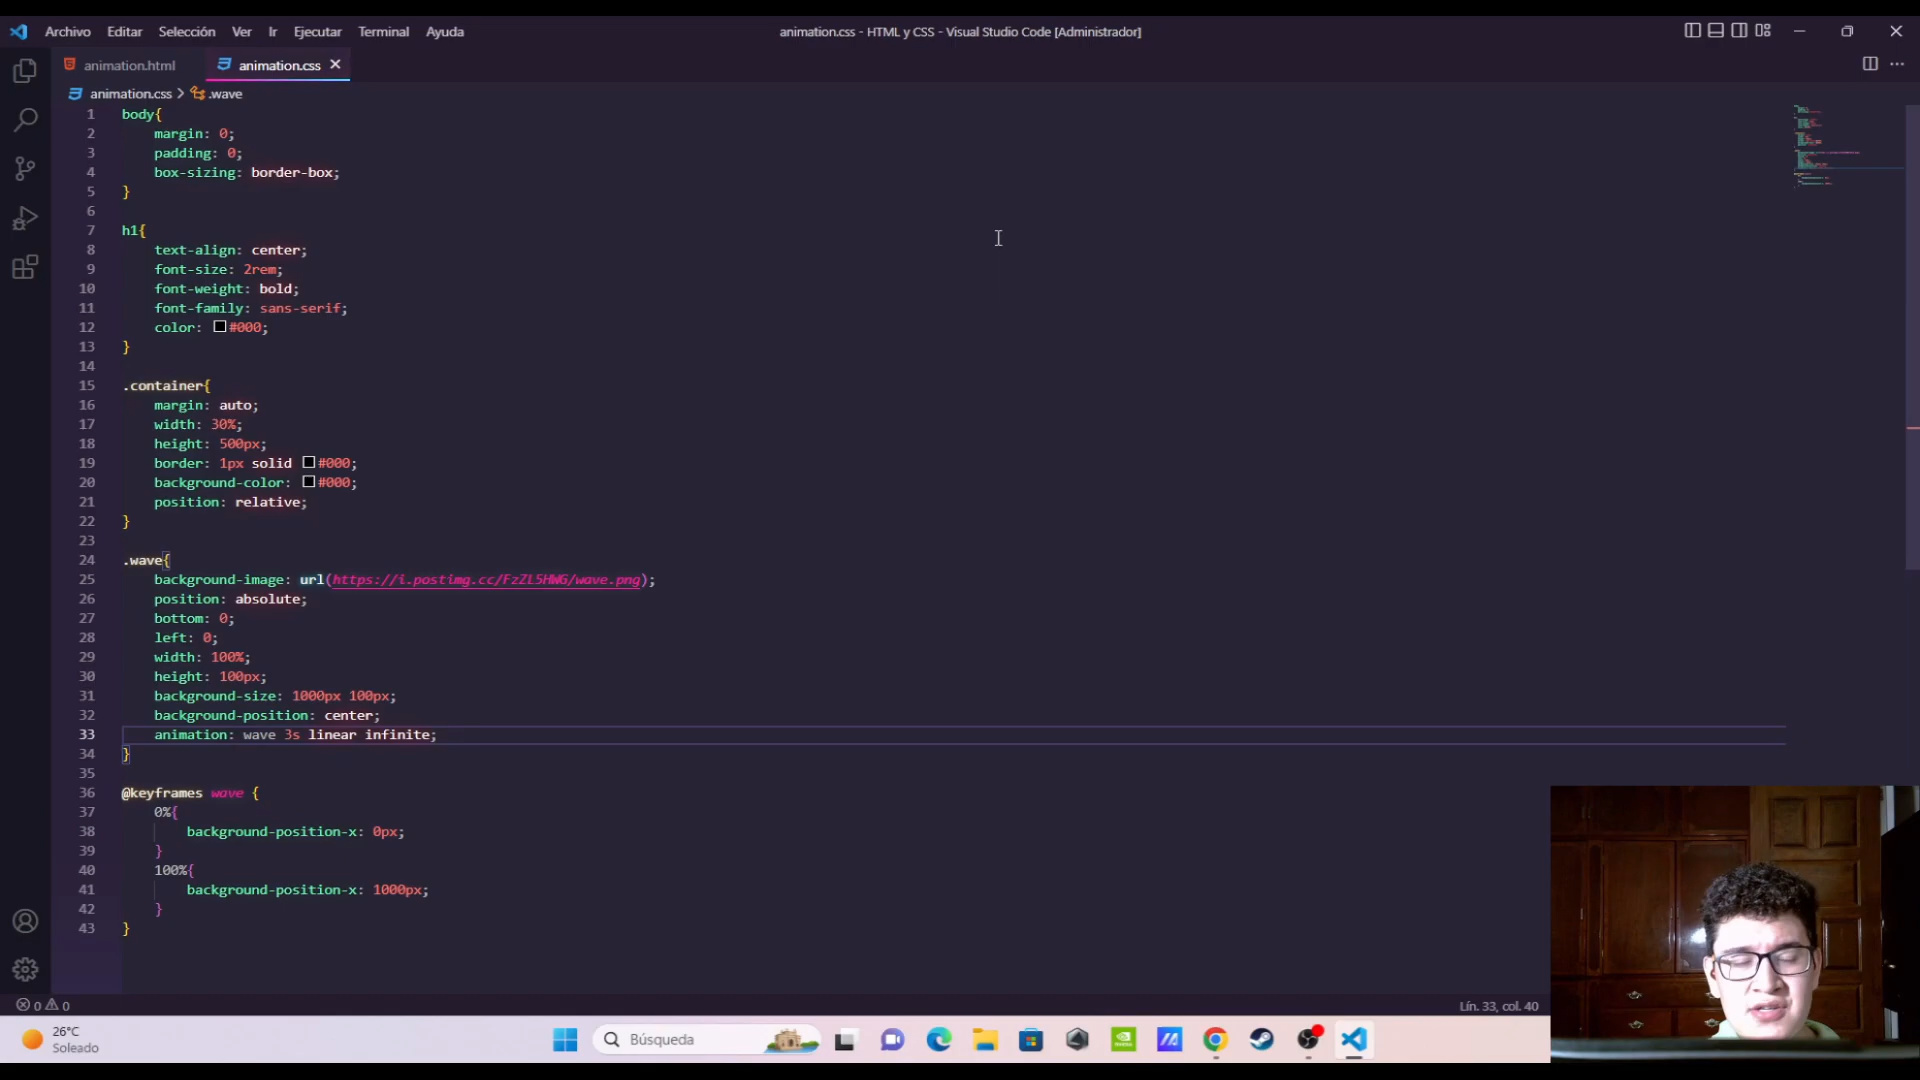 Archivo Editar Selección Ver Ir Ejecutar Terminal Ayuda
animation.css - HTML y CSS - Visual Studio Code [Administrador]
animation.html animation.css
animation.css > .wave
1 body{
2 margin: 0;
3 padding: 0;
4 box-sizing: border-box;
5 }
6
7 h1{
8 text-align: center;
9 font-size: 2rem;
10 font-weight: bold;
11 font-family: sans-serif;
12 color: #000;
13 }
14
15 .container{
16 margin: auto;
17 width: 30%;
18 height: 500px;
19 border: 1px solid #000;
20 background-color: #000;
21 position: relative;
22 }
23
24 .wave{
25 background-image: url(https://i.postimg.cc/FzZL5HWG/wave.png);
26 position: absolute;
27 bottom: 0;
28 left: 0;
29 width: 100%;
30 height: 100px;
31 background-size: 1000px 100px;
32 background-position: center;
33 animation: wave 3s linear infinite;
34 }
35
36 @keyframes wave {
37 0%{
38 background-position-x: 0px;
39 }
40 100%{
41 background-position-x: 1000px;
42 }
43 }
0 0
Lín. 33, col. 40
26°C
Soleado
Búsqueda